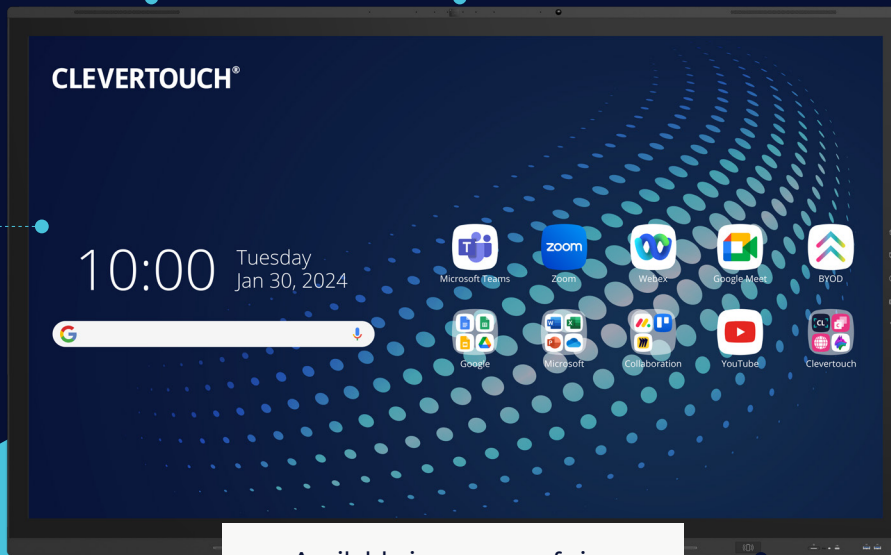 CLEVERTOUCH®
10:00
Tuesday
Jan 30, 2024
Microsoft Teams
zoom
Zoom
Webex
Google Meet
BYOD
Google
Microsoft
Collaboration
YouTube
Clevertouch